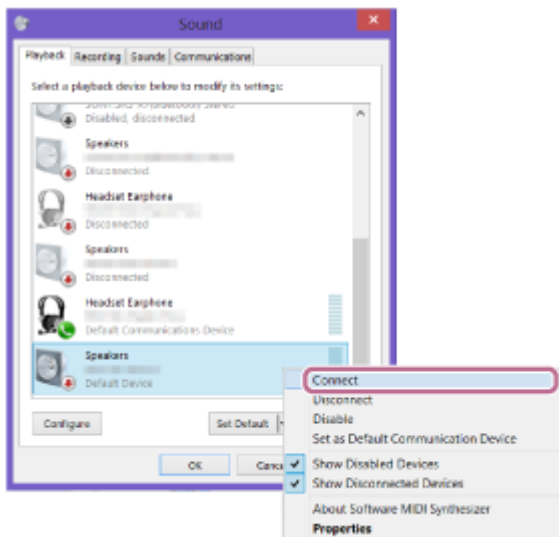 Sound
Playback Recording Sounds Communications
Select a playback device below to modify its settings:
Disabled, disconnected
Speakers
Disconnected
Headset Earphone
Disconnected
Speakers
Disconnected
Headset Earphone
Default Communications Device
Speakers
Default Device
Configure
Set Default
OK
Connect
Disconnect
Disable
Set as Default Communication Device
Show Disabled Devices
Show Disconnected Devices
About Software MIDI Synthesizer
Properties